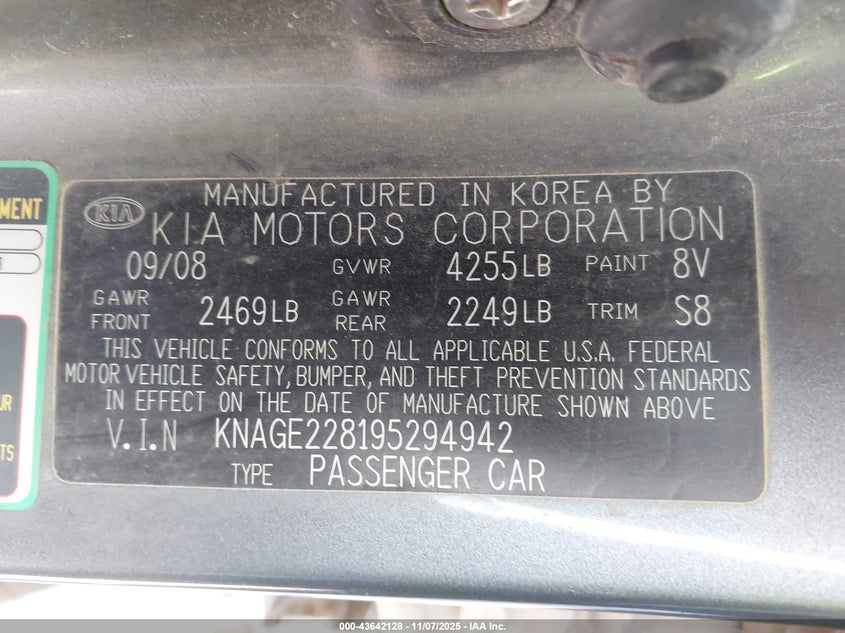 MENT
MANUFACTURED IN KOREA BY
KIA KIA MOTORS CORPORATION
09/08 GVWR 4255LB PAINT 8V
GAWR FRONT 2469LB GAWR REAR 2249LB TRIM S8
THIS VEHICLE CONFORMS TO ALL APPLICABLE U.S.A. FEDERAL
MOTOR VEHICLE SAFETY, BUMPER, AND THEFT PREVENTION STANDARDS
IN EFFECT ON THE DATE OF MANUFACTURE SHOWN ABOVE
V.I.N KNAGE228195294942
TYPE PASSENGER CAR
UR
TS
000-43642128 - 11/07/2025 - IAA Inc.